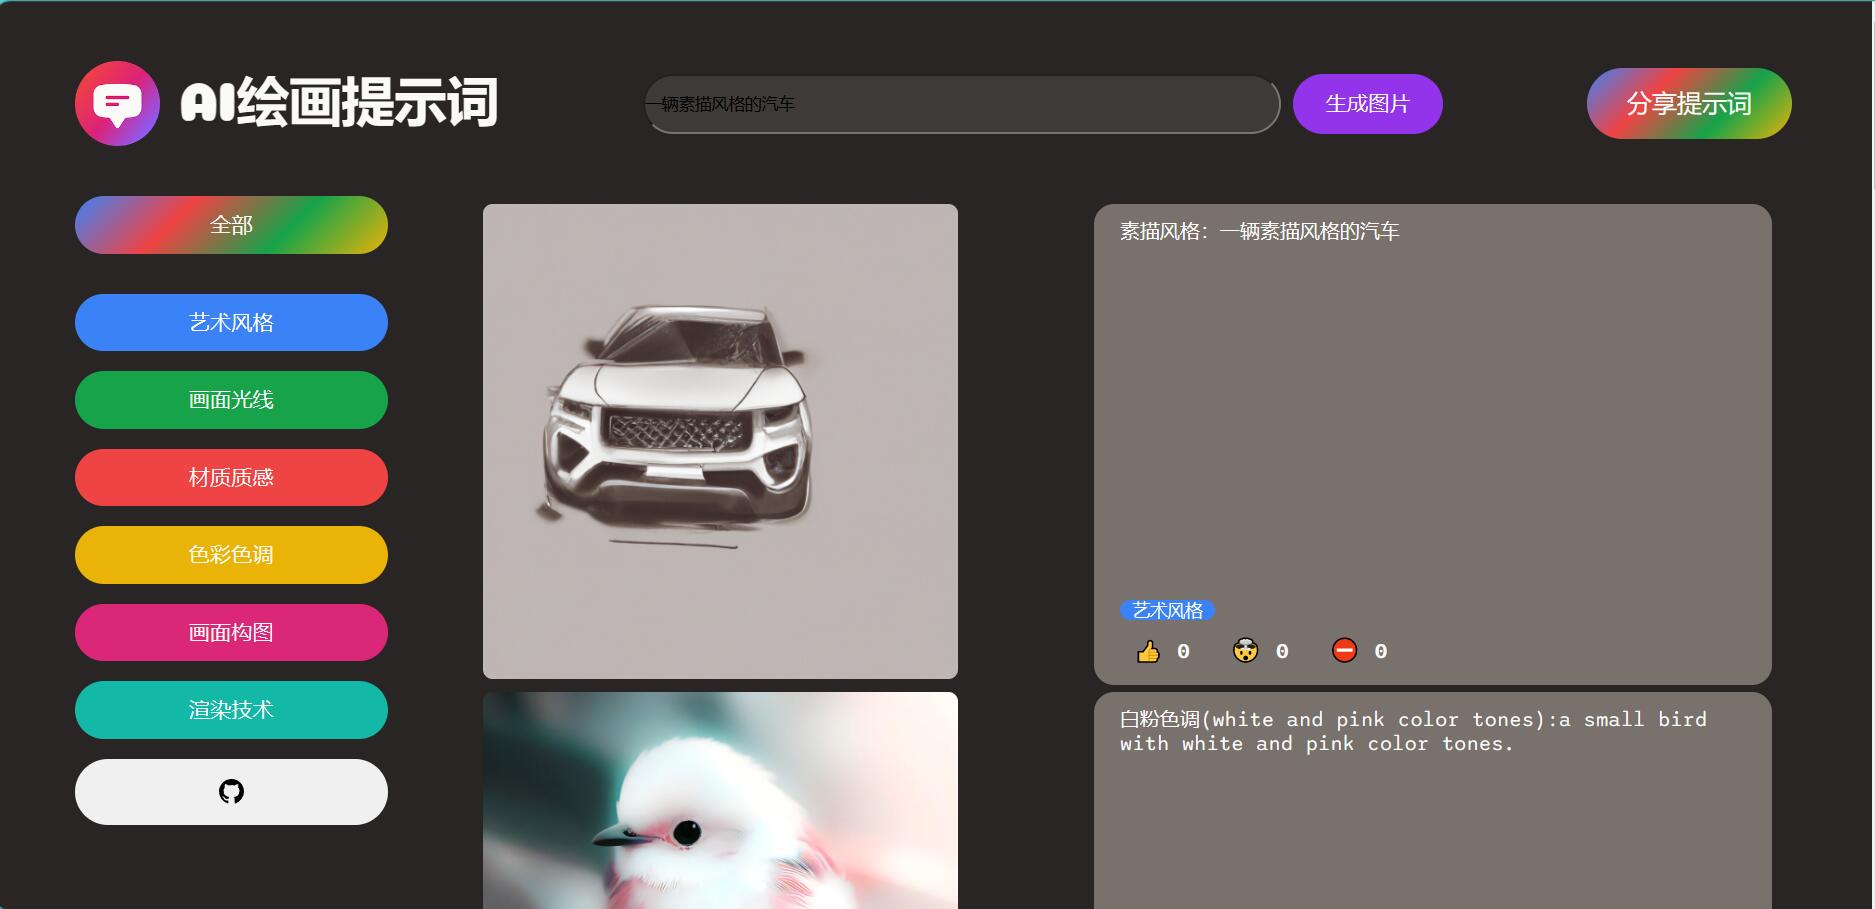 AI绘画提示词
一辆素描风格的汽车
生成图片
分享提示词
全部
艺术风格
画面光线
材质质感
色彩色调
画面构图
渲染技术
素描风格：一辆素描风格的汽车
艺术风格
👍 0 🤯 0 ⛔ 0
白粉色调(white and pink color tones):a small bird
with white and pink color tones.